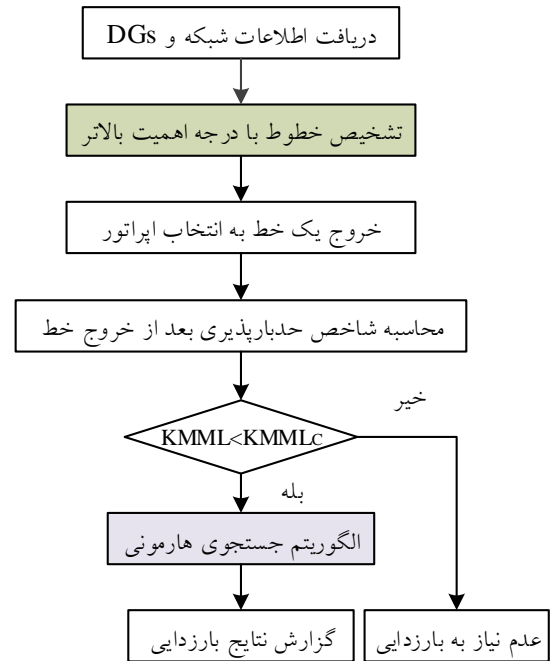 دریافت اطلاعات شبکه و DGs
تشخیص خطوط با درجه اهمیت بالاتر
خروج یک خط به انتخاب اپراتور
محاسبه شاخص حدبارپذیری بعد از خروج خط
خیر
KMML<KMMLC
بله
الگوریتم جستجوی هارمونی
گزارش نتایج بارزدایی
عدم نیاز به بارزدایی